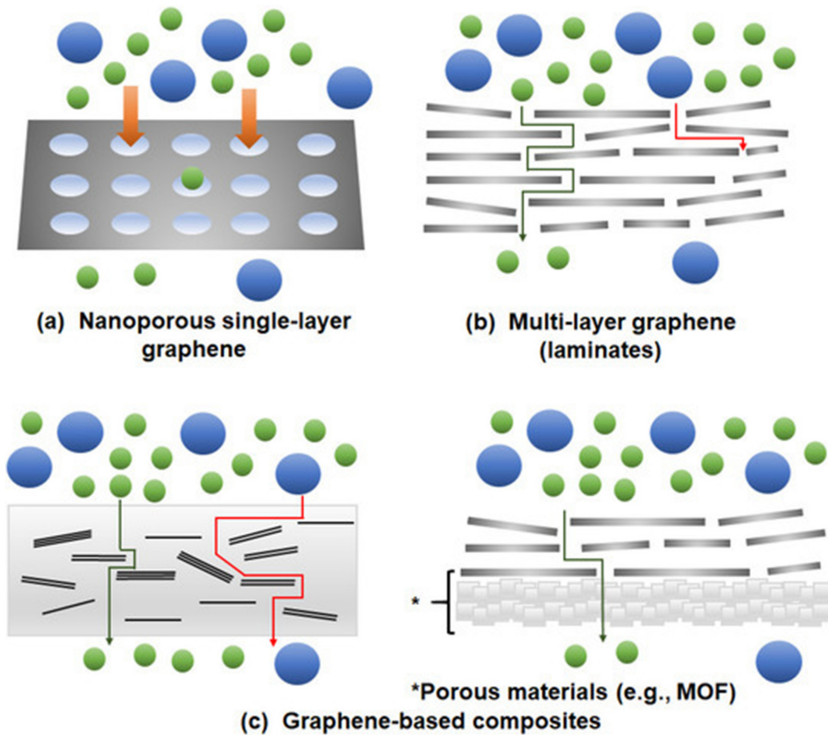 (a) Nanoporous single-layer
graphene
(b) Multi-layer graphene
(laminates)
*
*Porous materials (e.g., MOF)
(c) Graphene-based composites